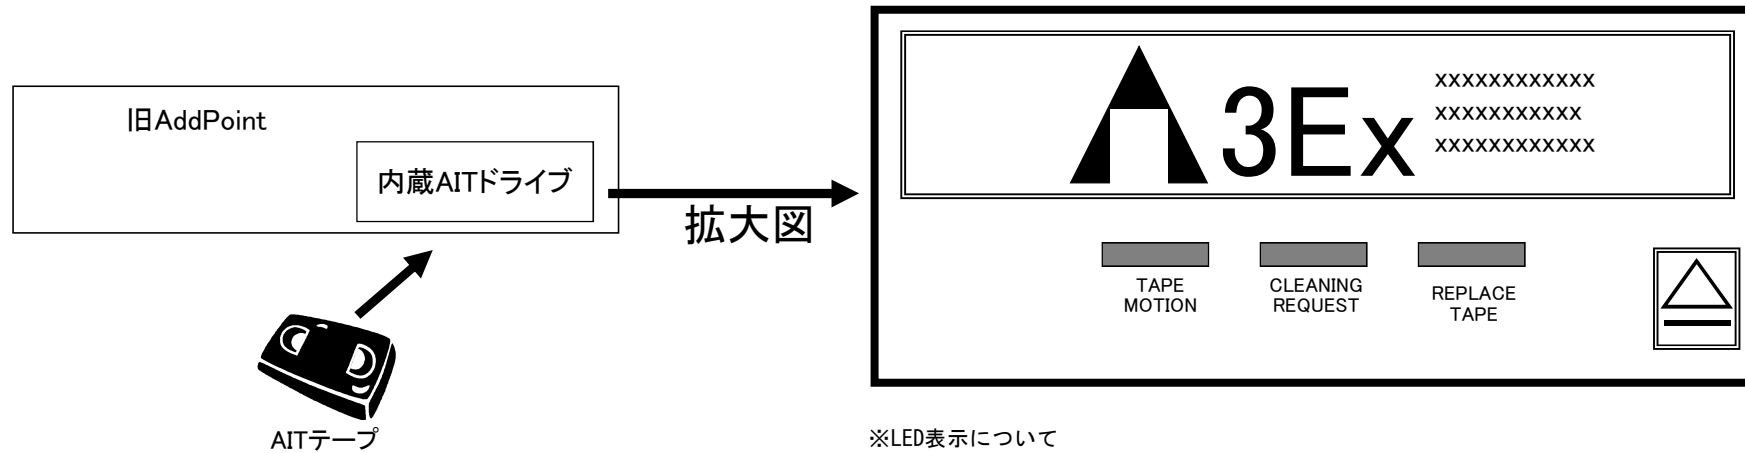 旧AddPoint
内蔵AITドライブ
拡大図
AITテープ
3Ex
xxxxxxxxxxxx
xxxxxxxxxxx
xxxxxxxxxxxx
TAPE
MOTION
CLEANING
REQUEST
REPLACE
TAPE
※LED表示について